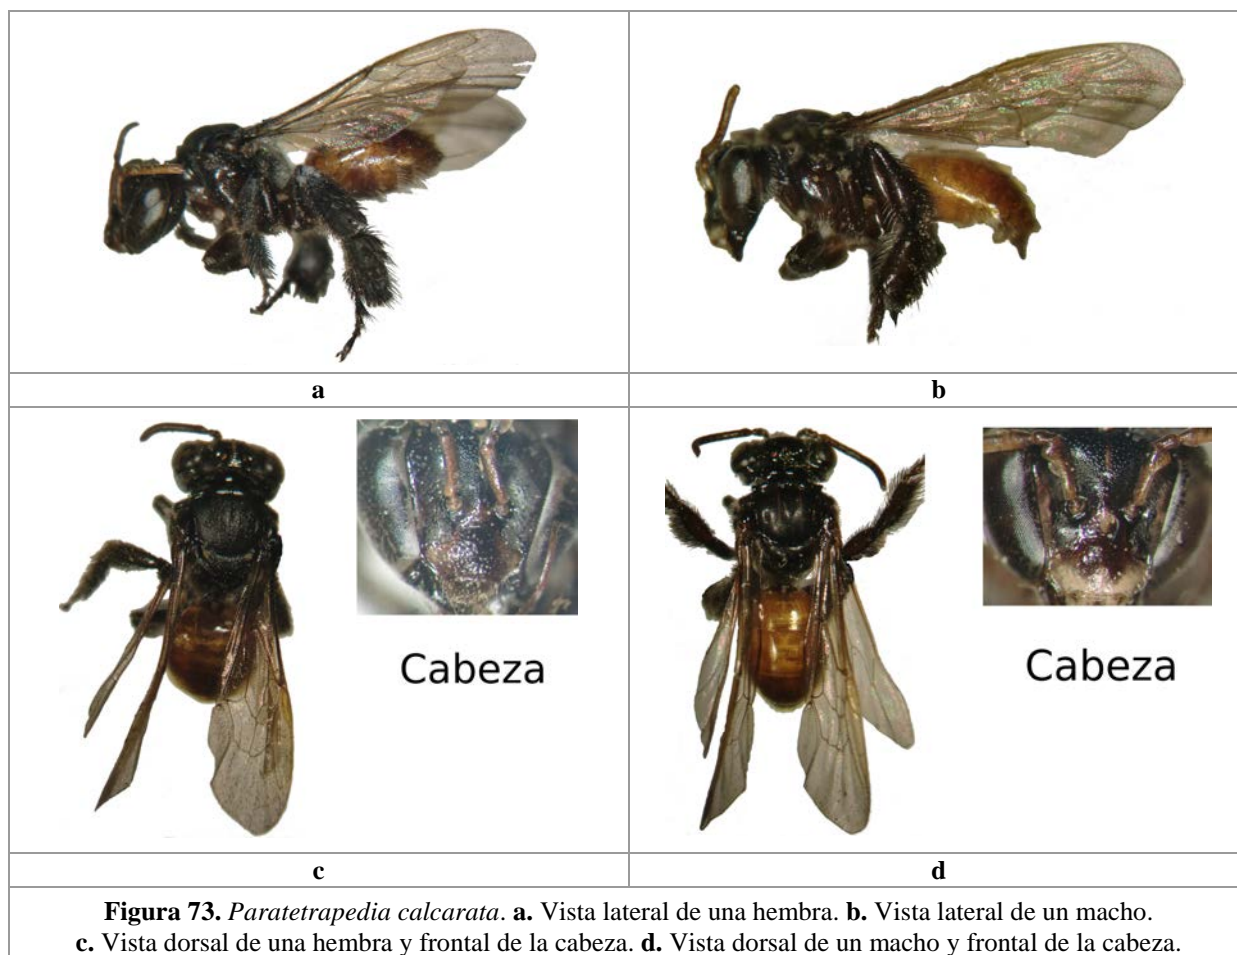 a
b
Cabeza
Cabeza
c
d
Figura 73. Paratetrapedia calcarata. a. Vista lateral de una hembra. b. Vista lateral de un macho.
c. Vista dorsal de una hembra y frontal de la cabeza. d. Vista dorsal de un macho y frontal de la cabeza.